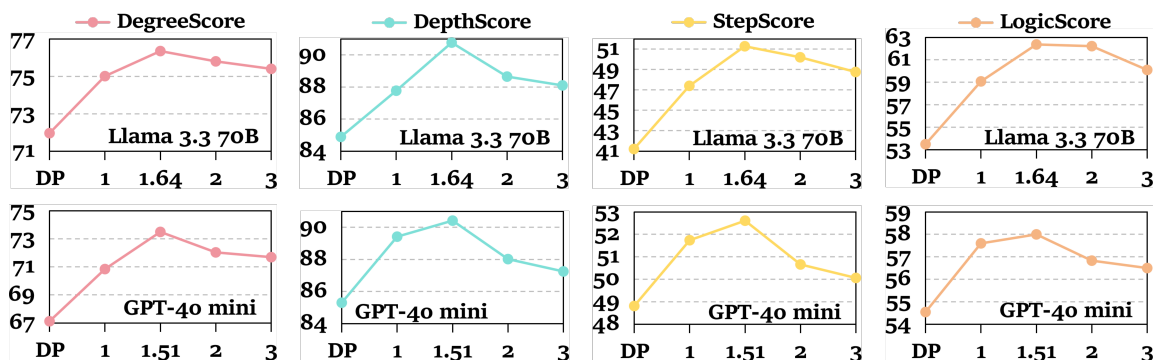 DegreeScore
77
75
73
71
Llama 3.3 70B
DP 1 1.64 2 3
DepthScore
90
88
86
84
Llama 3.3 70B
DP 1 1.64 2 3
StepScore
51
49
47
45
43
41
Llama 3.3 70B
DP 1 1.64 2 3
LogicScore
63
61
59
57
55
53
Llama 3.3 70B
DP 1 1.64 2 3
75
73
71
69
67
GPT-4o mini
DP 1 1.51 2 3
90
88
86
84
GPT-4o mini
DP 1 1.51 2 3
53
52
51
50
49
48
GPT-4o mini
DP 1 1.51 2 3
59
58
57
56
55
54
GPT-4o mini
DP 1 1.51 2 3